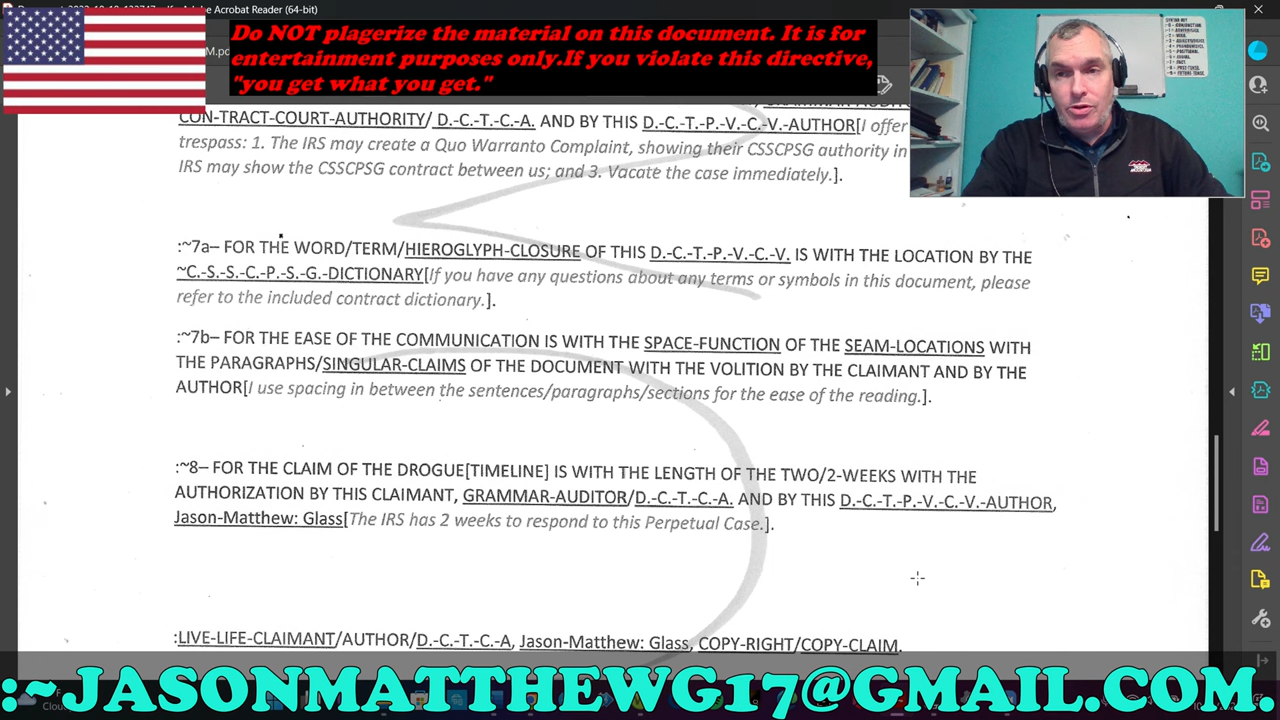 Adobe Acrobat Reader (64-bit)
Do NOT plagerize the material on this document. It is for
entertainment purposes only.If you violate this directive,
"you get what you get.
M.pdf
CON-TRACT-COURT-AUTHORITY/ D.-C.-T.-C.-A. AND BY THIS D.-C.-T.-P.-V.-C.-V.-AUTHOR[I offer
trespass: 1. The IRS may create a Quo Warranto Complaint, showing their CSSCPSG authority in
IRS may show the CSSCPSG contract between us; and 3. Vacate the case immediately.].
:~7a– FOR THE WORD/TERM/HIEROGLYPH-CLOSURE OF THIS D.-C.-T.-P.-V.-C.-V. IS WITH THE LOCATION BY THE
~C.-S.-S.-C.-P.-S.-G.-DICTIONARY[If you have any questions about any terms or symbols in this document, please
refer to the included contract dictionary.].
:~7b– FOR THE EASE OF THE COMMUNICATION IS WITH THE SPACE-FUNCTION OF THE SEAM-LOCATIONS WITH
THE PARAGRAPHS/SINGULAR-CLAIMS OF THE DOCUMENT WITH THE VOLITION BY THE CLAIMANT AND BY THE
AUTHOR[I use spacing in between the sentences/paragraphs/sections for the ease of the reading.].
:~8– FOR THE CLAIM OF THE DROGUE[TIMELINE] IS WITH THE LENGTH OF THE TWO/2-WEEKS WITH THE
AUTHORIZATION BY THIS CLAIMANT, GRAMMAR-AUDITOR/D.-C.-T.-C.-A. AND BY THIS D.-C.-T.-P.-V.-C.-V.-AUTHOR,
Jason-Matthew: Glass[The IRS has 2 weeks to respond to this Perpetual Case.].
:LIVE-LIFE-CLAIMANT/AUTHOR/D.-C.-T.-C.-A, Jason-Matthew: Glass, COPY-RIGHT/COPY-CLAIM.
:~JASONMATTHEWG17@GMAIL.COM.